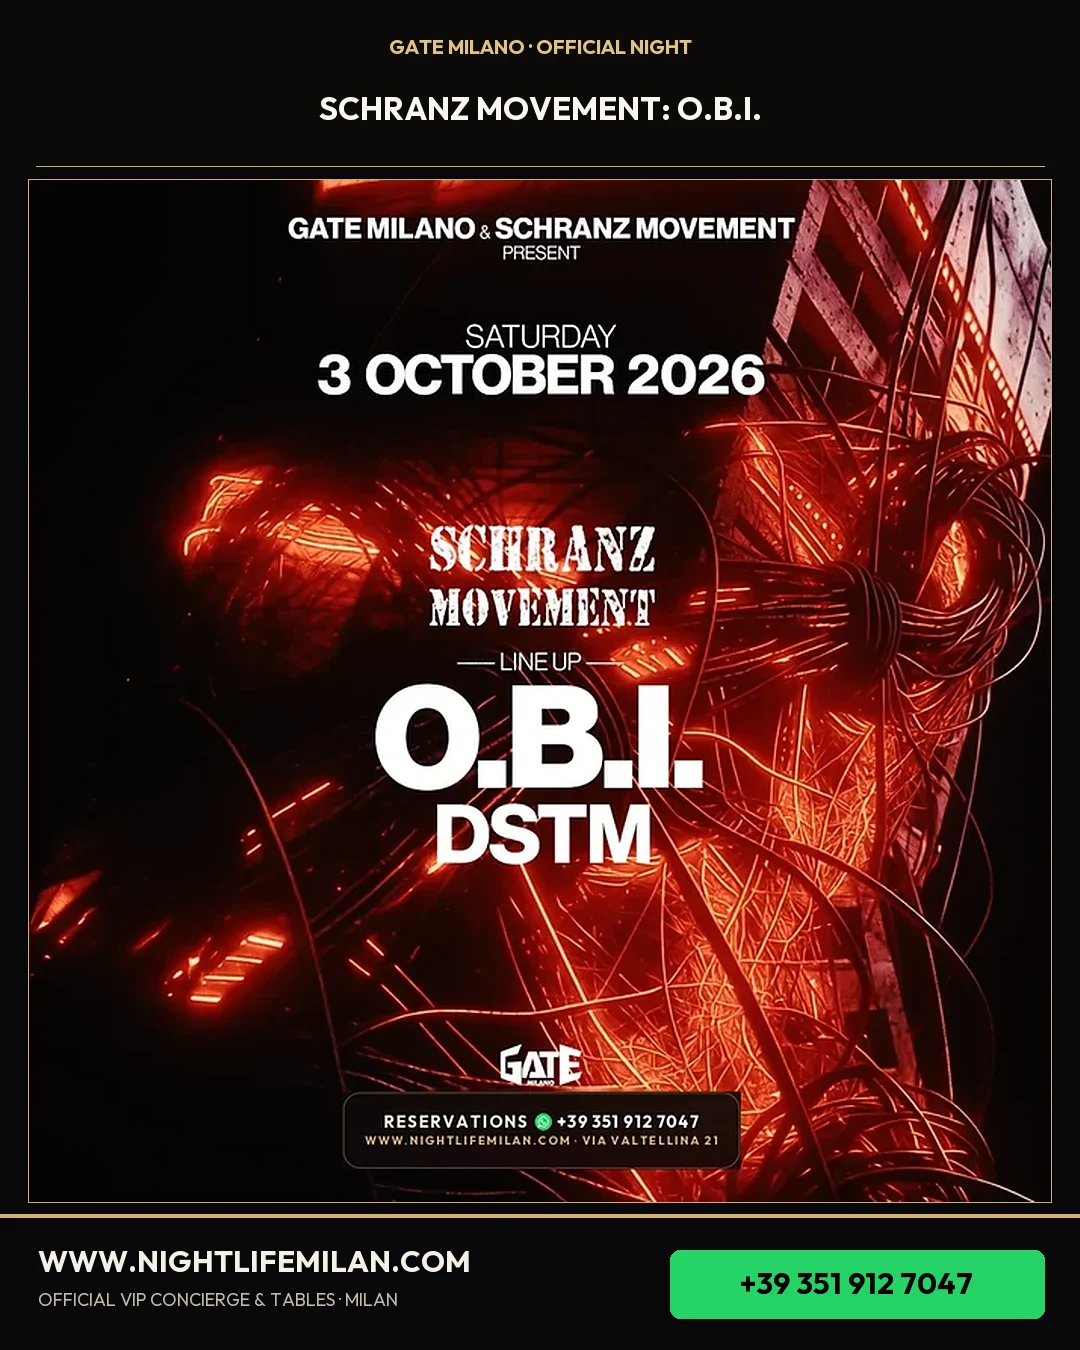 GATE MILANO · OFFICIAL NIGHT
SCHRANZ MOVEMENT: O.B.I.
GATE MILANO & SCHRANZ MOVEMENT
PRESENT
SATURDAY
3 OCTOBER 2026
SCHRANZ
MOVEMENT
LINE UP
O.B.I.
DSTM
GATE
MILANO
RESERVATIONS +39 351 912 7047
WWW.NIGHTLIFEMILAN.COM · VIA VALTELLINA 21
WWW.NIGHTLIFEMILAN.COM
OFFICIAL VIP CONCIERGE & TABLES · MILAN
+39 351 912 7047